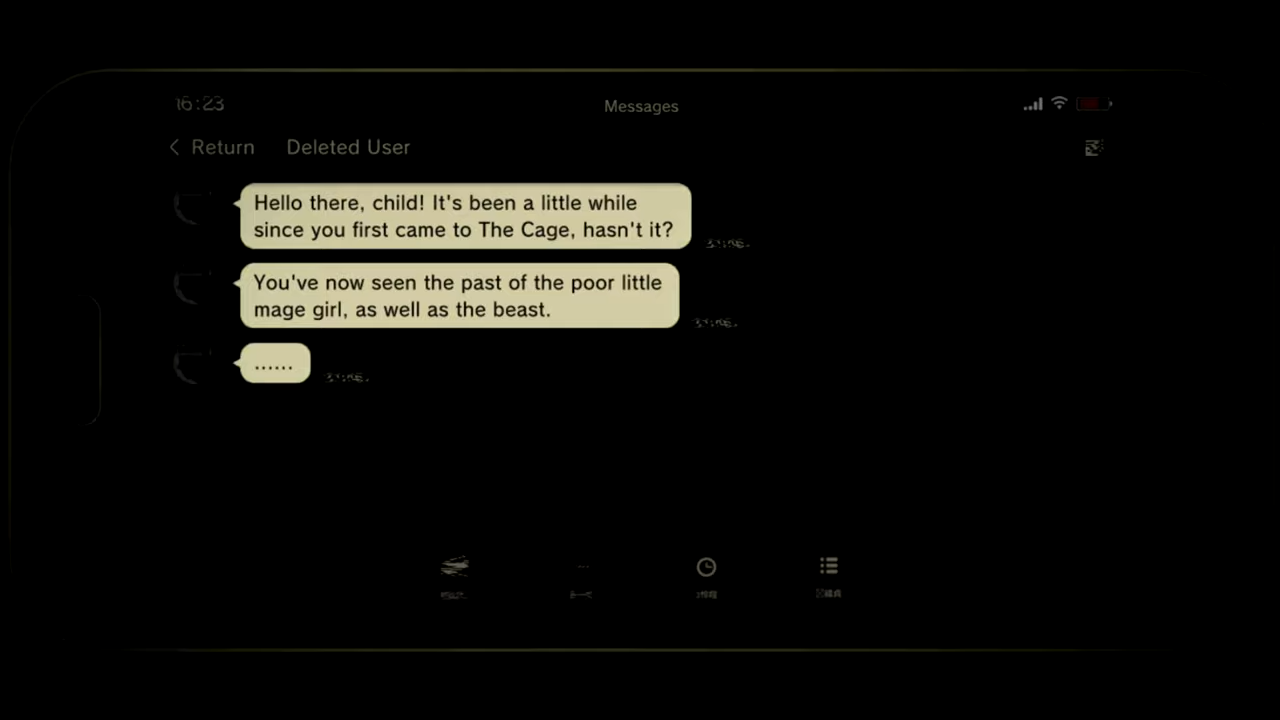 16:23
Messages
Return
Deleted User
Hello there, child! It's been a little while
since you first came to The Cage, hasn't it?
You've now seen the past of the poor little
mage girl, as well as the beast.
......